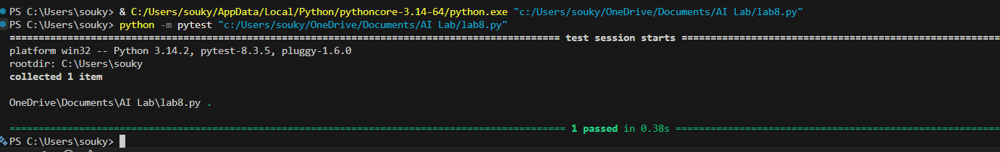 PS C:\Users\souky> & C:/Users/souky/AppData/Local/Python/pythoncore-3.14-64/python.exe "c:/Users/souky/OneDrive/Documents/AI Lab/lab8.py"
PS C:\Users\souky> python -m pytest "c:/Users/souky/OneDrive/Documents/AI Lab/lab8.py"
============================================================================================= test session starts ======================================================
platform win32 -- Python 3.14.2, pytest-8.3.5, pluggy-1.6.0
rootdir: C:\Users\souky
collected 1 item
OneDrive\Documents\AI Lab\lab8.py .
============================================================================================== 1 passed in 0.38s =======================================================
PS C:\Users\souky>